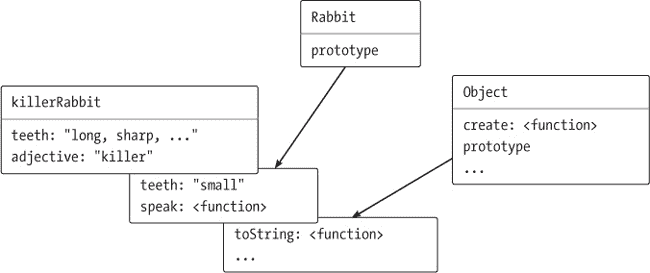 Rabbit
prototype
killerRabbit
teeth: "long, sharp, ..."
adjective: "killer"
Object
create: <function>
prototype
...
teeth: "small"
speak: <function>
toString: <function>
...